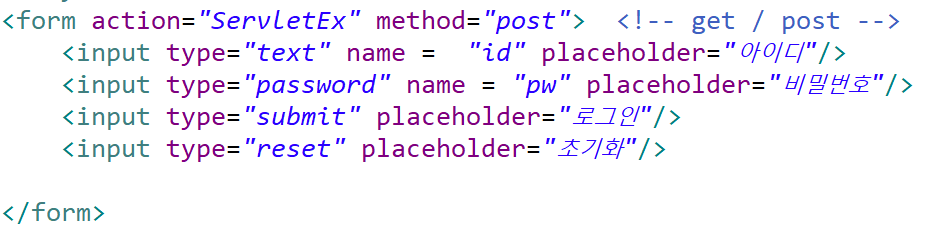 <form action="ServletEx" method="post">  <!-- get / post -->
    <input type="text" name =  "id" placeholder="아이디"/>
    <input type="password" name = "pw" placeholder="비밀번호"/>
    <input type="submit" placeholder="로그인"/>
    <input type="reset" placeholder="초기화"/>
</form>